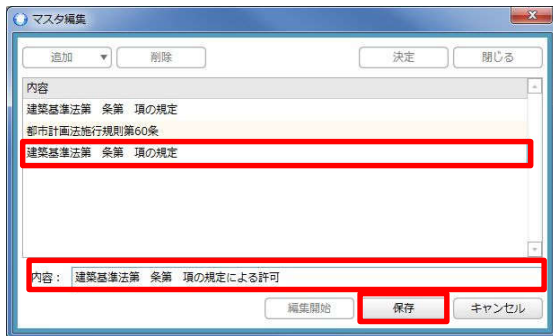 マスタ編集
追加 削除 決定 閉じる
内容
建築基準法第　条第　項の規定
都市計画法施行規則第60条
建築基準法第　条第　項の規定
内容： 建築基準法第　条第　項の規定による許可
編集開始 保存 キャンセル